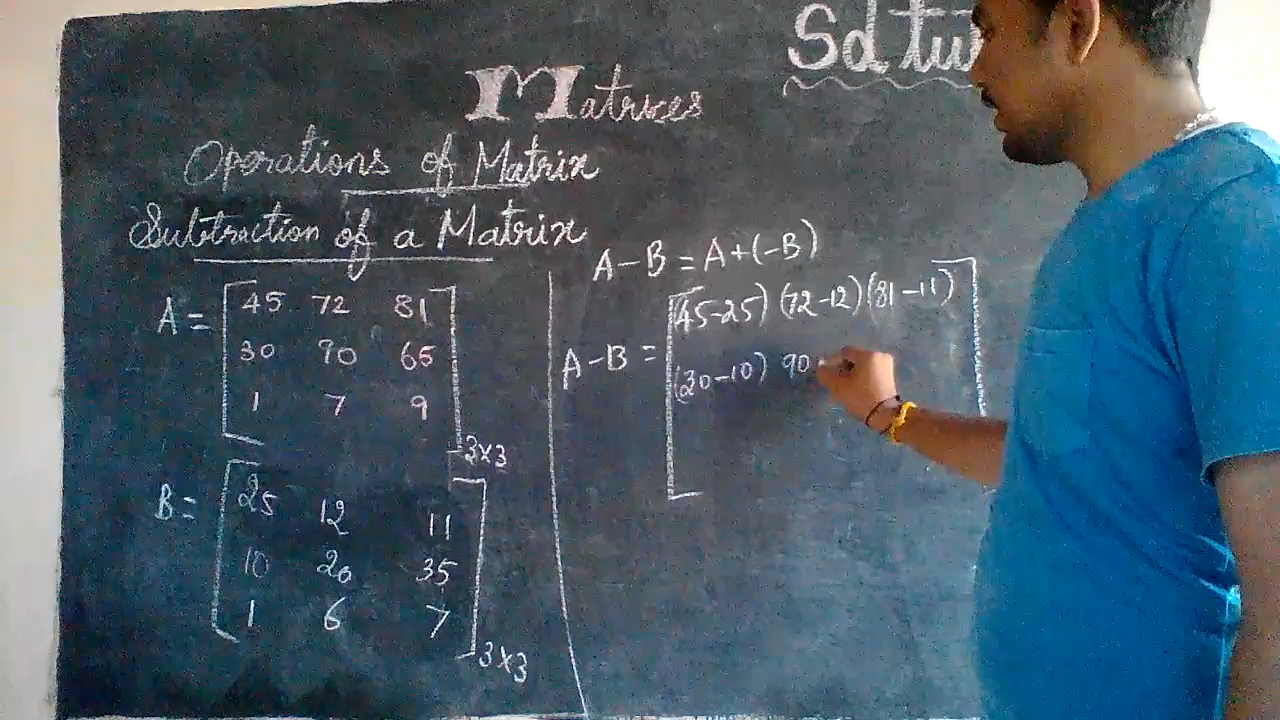 Sd tu
Matrices
Operations of Matrix
Subtraction of a Matrix
A = 45 72 81
30 90 65
1 7 9
3×3
B = 25 12 11
10 20 35
1 6 7
3×3
A-B = A+(-B)
A-B = (45-25) (72-12) (81-11)
(30-10) 90-